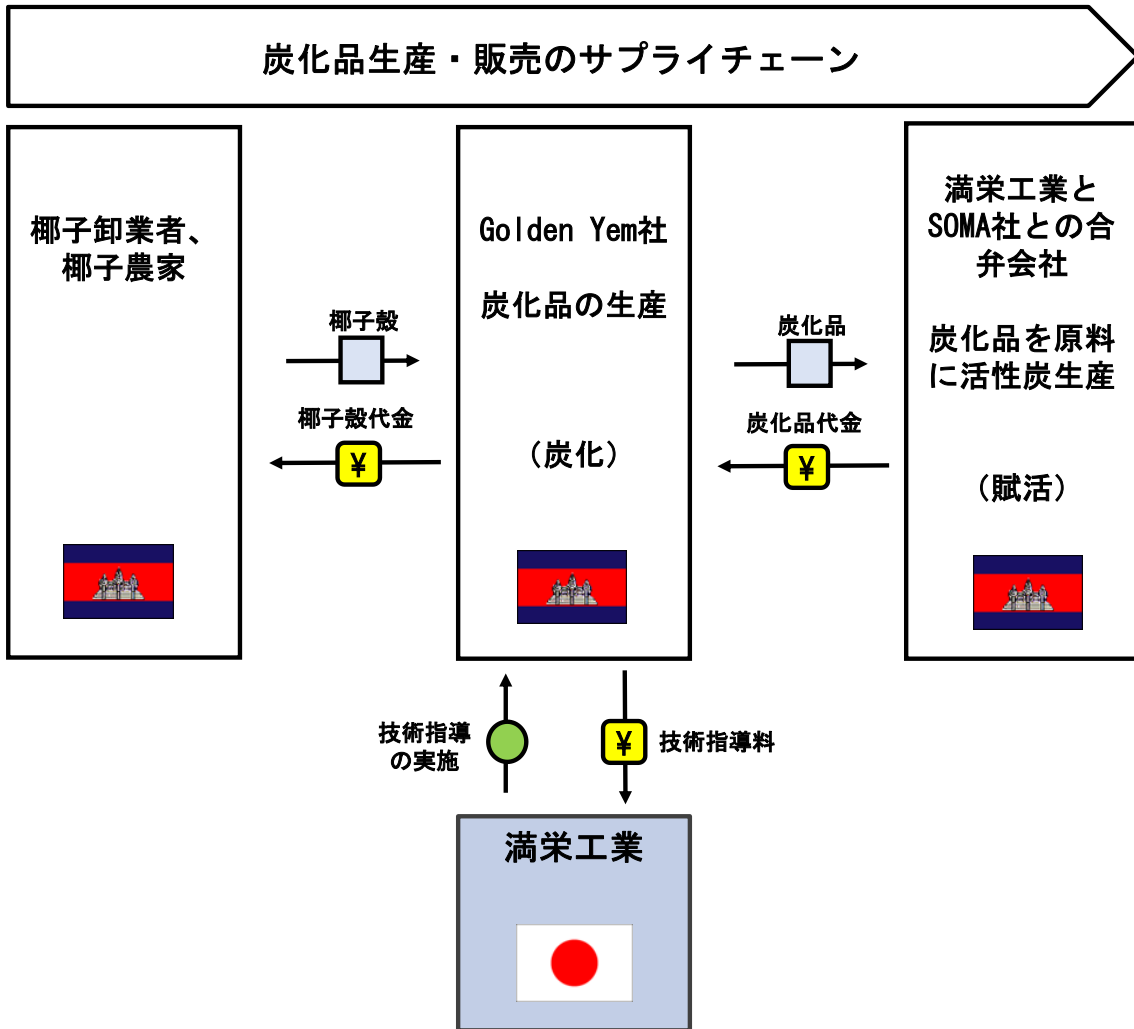 炭化品生産・販売のサプライチェーン
椰子卸業者、
椰子農家
椰子殻
椰子殻代金
¥
Golden Yem社
炭化品の生産
（炭化）
炭化品
炭化品代金
¥
満栄工業と
SOMA社との合
弁会社
炭化品を原料
に活性炭生産
（賦活）
技術指導
の実施
¥
技術指導料
満栄工業